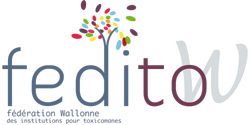 fedito W
fédération Wallonne
des institutions pour toxicomanes